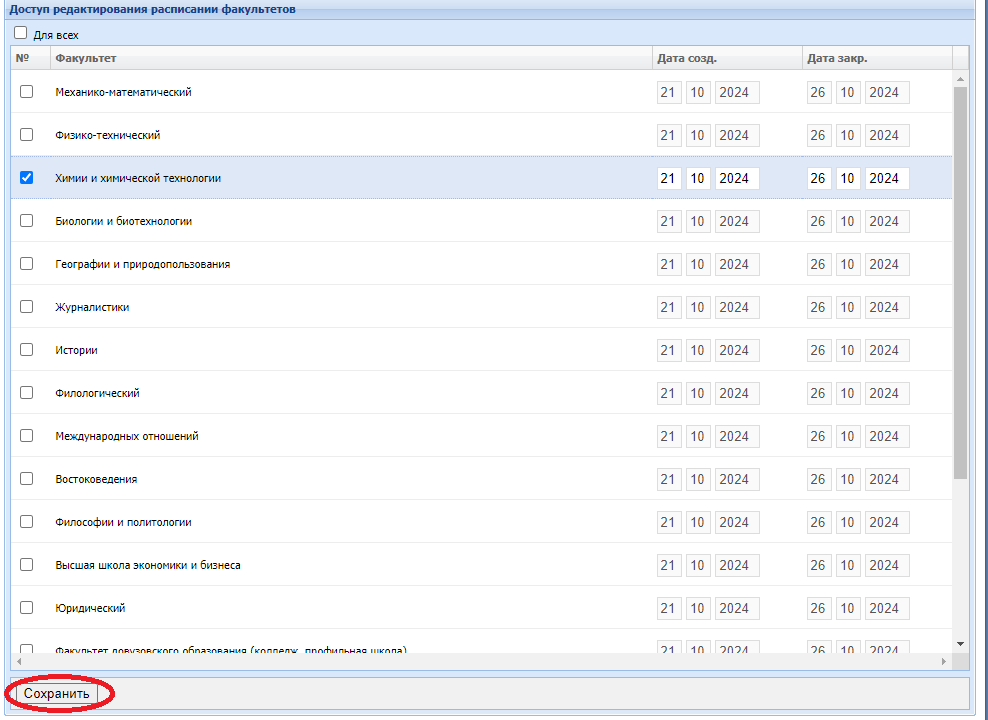 Доступ редактирования расписании факультетов
Для всех
№ Факультет Дата созд. Дата закр.
Механико-математический 21 10 2024 26 10 2024
Физико-технический 21 10 2024 26 10 2024
Химии и химической технологии 21 10 2024 26 10 2024
Биологии и биотехнологии 21 10 2024 26 10 2024
Географии и природопользования 21 10 2024 26 10 2024
Журналистики 21 10 2024 26 10 2024
Истории 21 10 2024 26 10 2024
Филологический 21 10 2024 26 10 2024
Международных отношений 21 10 2024 26 10 2024
Востоковедения 21 10 2024 26 10 2024
Философии и политологии 21 10 2024 26 10 2024
Высшая школа экономики и бизнеса 21 10 2024 26 10 2024
Юридический 21 10 2024 26 10 2024
Факультет довузовского образования (колледж, профильная школа) 21 10 2024 26 10 2024
Сохранить